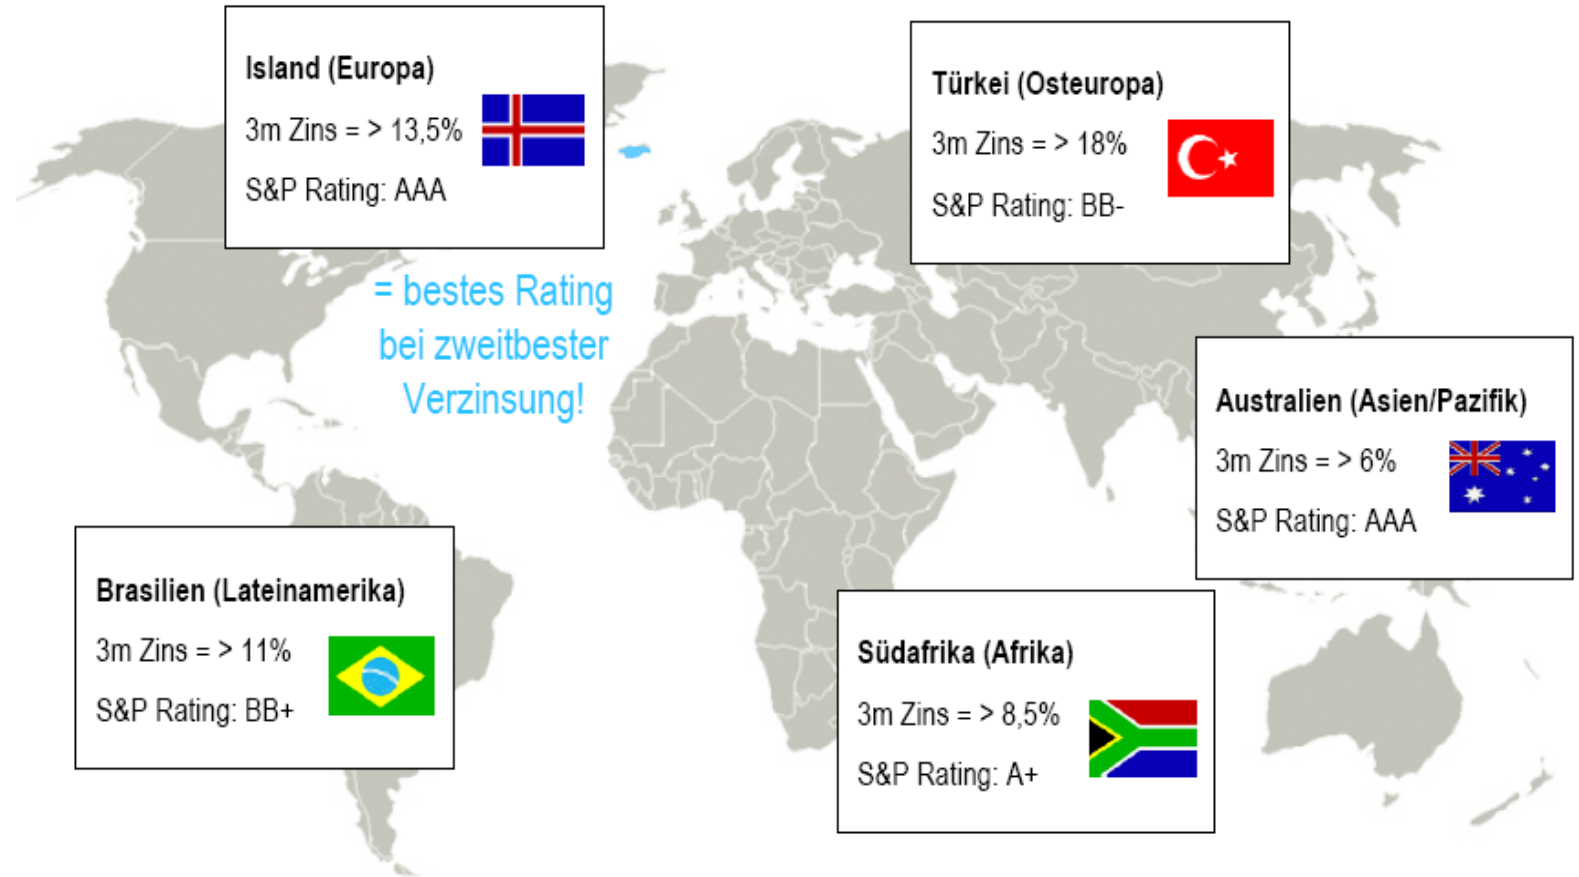 Island (Europa)
3m Zins = > 13,5%
S&P Rating: AAA
= bestes Rating
bei zweitbester
Verzinsung!
Türkei (Osteuropa)
3m Zins = > 18%
S&P Rating: BB-
Australien (Asien/Pazifik)
3m Zins = > 6%
S&P Rating: AAA
Brasilien (Lateinamerika)
3m Zins = > 11%
S&P Rating: BB+
Südafrika (Afrika)
3m Zins = > 8,5%
S&P Rating: A+